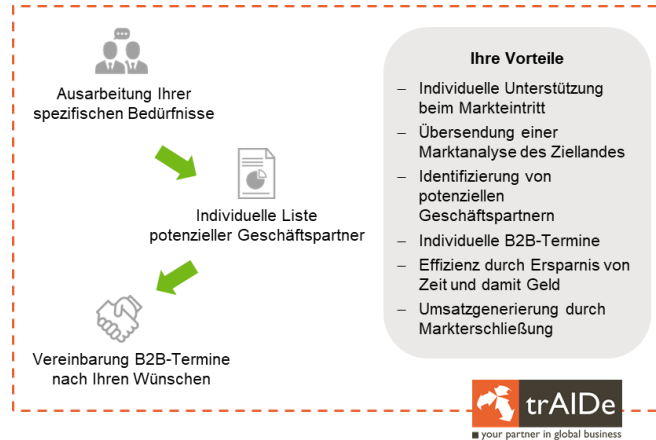 Ausarbeitung Ihrer
spezifischen Bedürfnisse
Individuelle Liste
potenzieller Geschäftspartner
Vereinbarung B2B-Termine
nach Ihren Wünschen
Ihre Vorteile
– Individuelle Unterstützung
beim Markteintritt
– Übersendung einer
Marktanalyse des Ziellandes
– Identifizierung von
potenziellen
Geschäftspartnern
– Individuelle B2B-Termine
– Effizienz durch Ersparnis von
Zeit und damit Geld
– Umsatzgenerierung durch
Markterschließung
trAIDe
your partner in global business